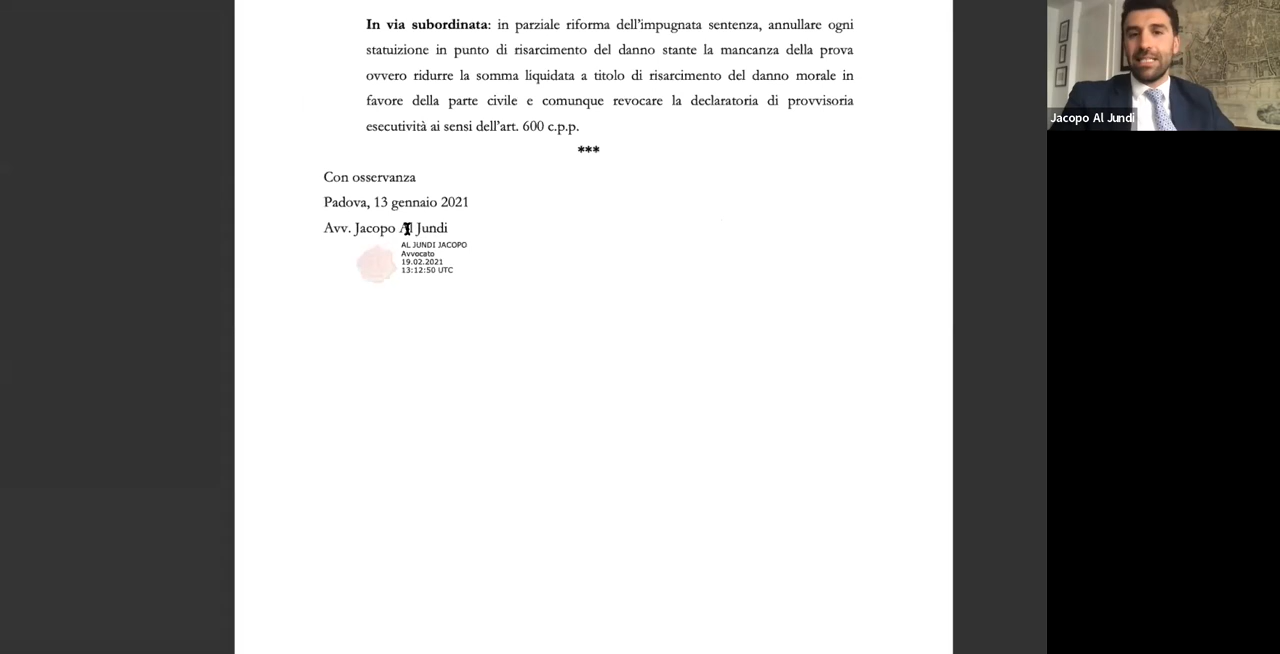 In via subordinata: in parziale riforma dell'impugnata sentenza, annullare ogni
statuizione in punto di risarcimento del danno stante la mancanza della prova
ovvero ridurre la somma liquidata a titolo di risarcimento del danno morale in
favore della parte civile e comunque revocare la declaratoria di provvisoria
esecutività ai sensi dell'art. 600 c.p.p.
***
Con osservanza
Padova, 13 gennaio 2021
Avv. Jacopo Al Jundi
AL JUNDI JACOPO
Avvocato
19.02.2021
13:12:50 UTC
Jacopo Al Jundi